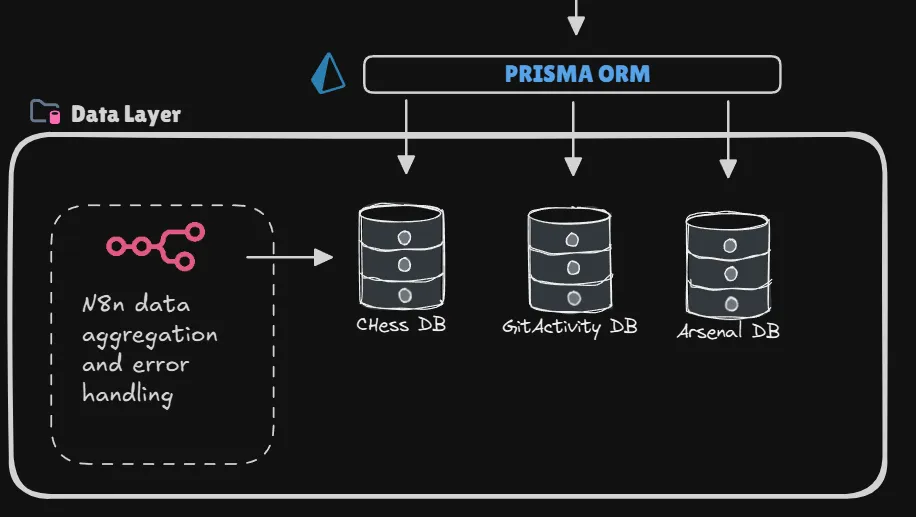 PRISMA ORM
Data Layer
N8n data
aggregation
and error
handling
CHess DB
GitActivity DB
Arsenal DB